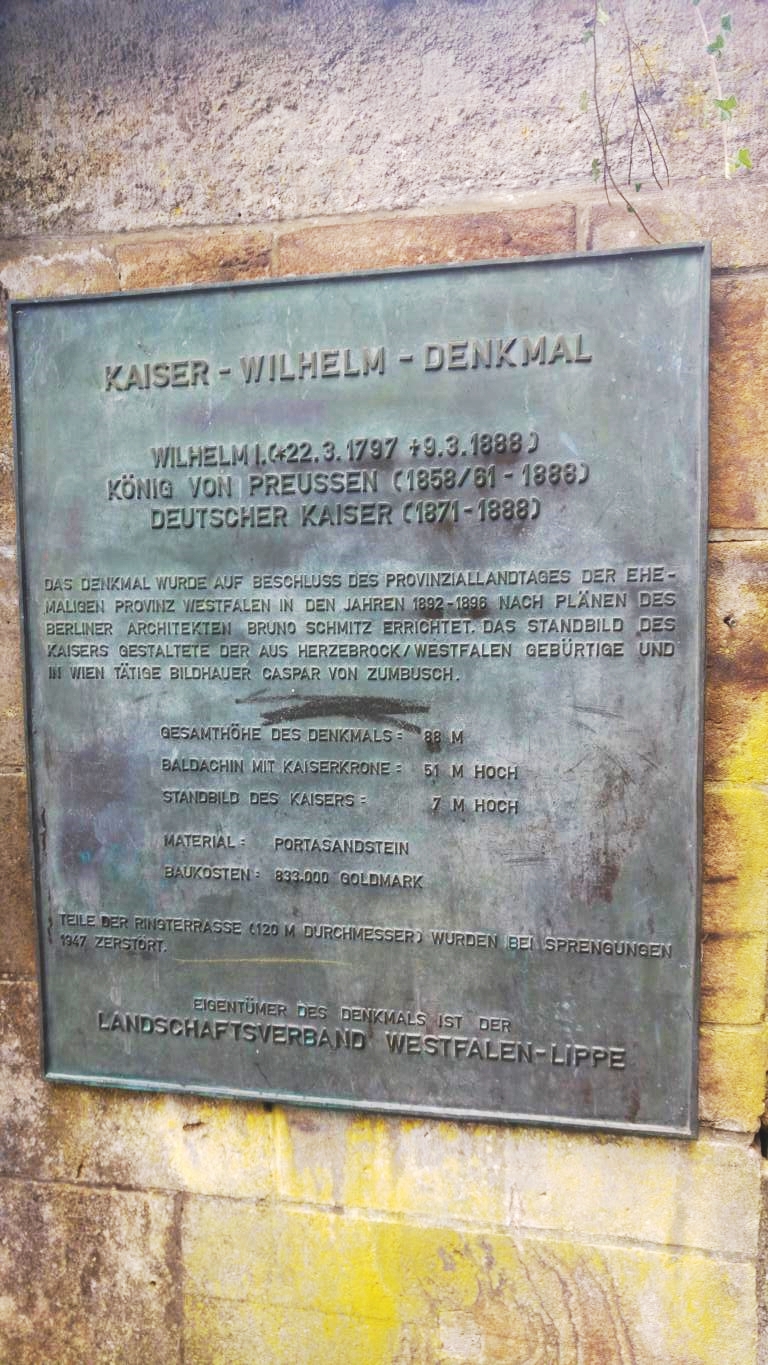 KAISER - WILHELM - DENKMAL
WILHELM I. (*22.3.1797 +9.3.1888)
KÖNIG VON PREUSSEN (1858/61 - 1888)
DEUTSCHER KAISER (1871 - 1888)
DAS DENKMAL WURDE AUF BESCHLUSS DES PROVINZIALLANDTAGES DER EHE-
MALIGEN PROVINZ WESTFALEN IN DEN JAHREN 1892-1896 NACH PLÄNEN DES
BERLINER ARCHITEKTEN BRUNO SCHMITZ ERRICHTET. DAS STANDBILD DES
KAISERS GESTALTETE DER AUS HERZEBROCK/WESTFALEN GEBÜRTIGE UND
IN WIEN TÄTIGE BILDHAUER CASPAR VON ZUMBUSCH.
GESAMTHÖHE DES DENKMALS = 88 M
BALDACHIN MIT KAISERKRONE = 51 M HOCH
STANDBILD DES KAISERS = 7 M HOCH
MATERIAL = PORTASANDSTEIN
BAUKOSTEN = 833.000 GOLDMARK
TEILE DER RINGTERRASSE (120 M DURCHMESSER) WURDEN BEI SPRENGUNGEN
1947 ZERSTÖRT.
EIGENTÜMER DES DENKMALS IST DER
LANDSCHAFTSVERBAND WESTFALEN-LIPPE